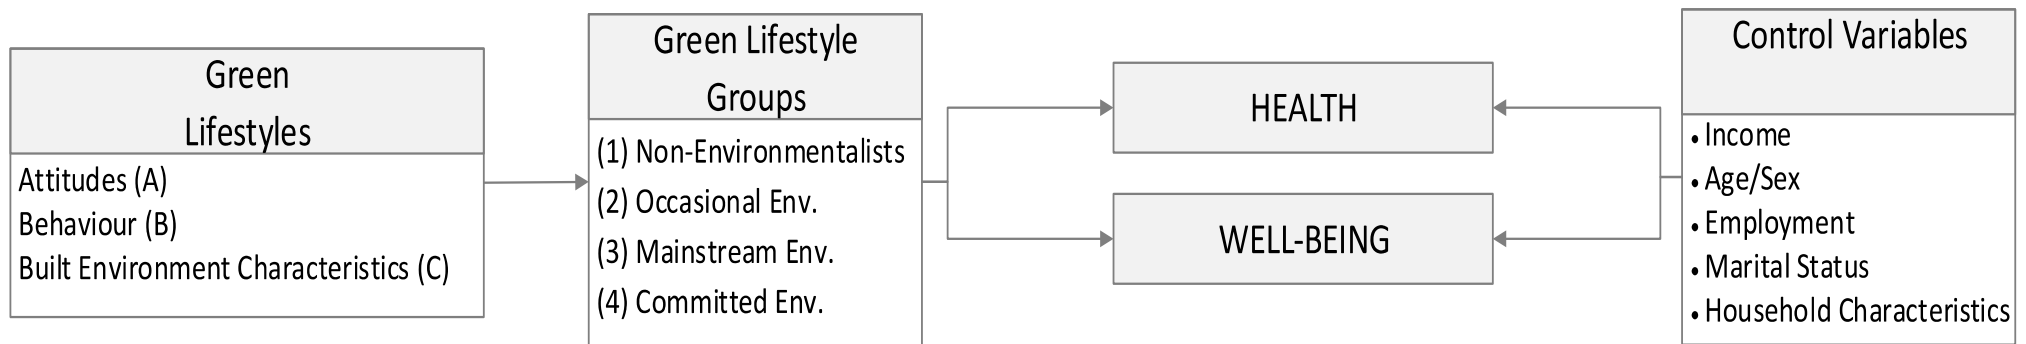 Green
Lifestyles
Attitudes (A)
Behaviour (B)
Built Environment Characteristics (C)
Green Lifestyle
Groups
(1) Non-Environmentalists
(2) Occasional Env.
(3) Mainstream Env.
(4) Committed Env.
HEALTH
WELL-BEING
Control Variables
• Income
• Age/Sex
• Employment
• Marital Status
• Household Characteristics